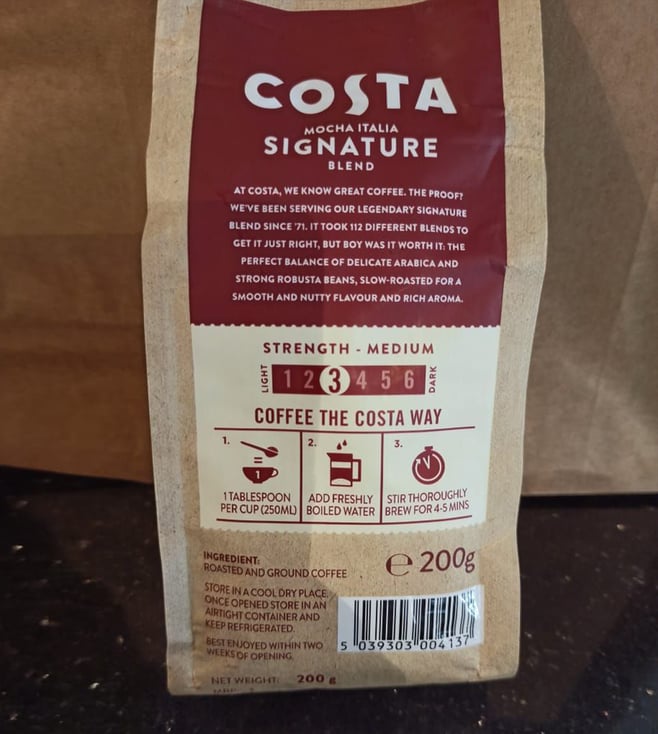 COSTA
MOCHA ITALIA
SIGNATURE
BLEND
AT COSTA, WE KNOW GREAT COFFEE. THE PROOF?
WE'VE BEEN SERVING OUR LEGENDARY SIGNATURE
BLEND SINCE '71. IT TOOK 112 DIFFERENT BLENDS TO
GET IT JUST RIGHT, BUT BOY WAS IT WORTH IT: THE
PERFECT BALANCE OF DELICATE ARABICA AND
STRONG ROBUSTA BEANS, SLOW-ROASTED FOR A
SMOOTH AND NUTTY FLAVOUR AND RICH AROMA.
STRENGTH - MEDIUM
LIGHT 1 2 3 4 5 6 DARK
COFFEE THE COSTA WAY
1.
1
1 TABLESPOON
PER CUP (250ML)
2.
ADD FRESHLY
BOILED WATER
3.
STIR THOROUGHLY
BREW FOR 4-5 MINS
INGREDIENT:
ROASTED AND GROUND COFFEE
℮ 200g
STORE IN A COOL DRY PLACE.
ONCE OPENED STORE IN AN
AIRTIGHT CONTAINER AND
KEEP REFRIGERATED.
BEST ENJOYED WITHIN TWO
WEEKS OF OPENING.
5 039303 004137
NET WEIGHT: 200 g